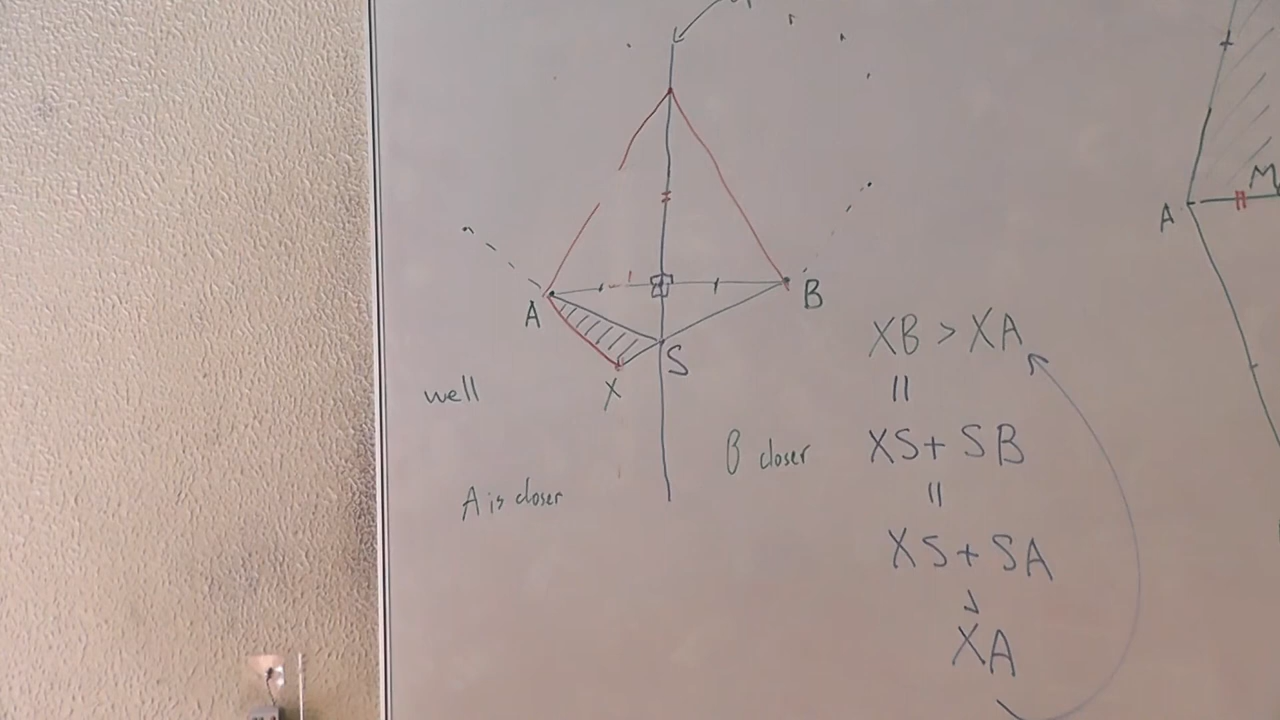 A
B
S
X
well
B closer
A is closer
XB > XA
||
XS + SB
||
XS + SA
>
XA
A
M